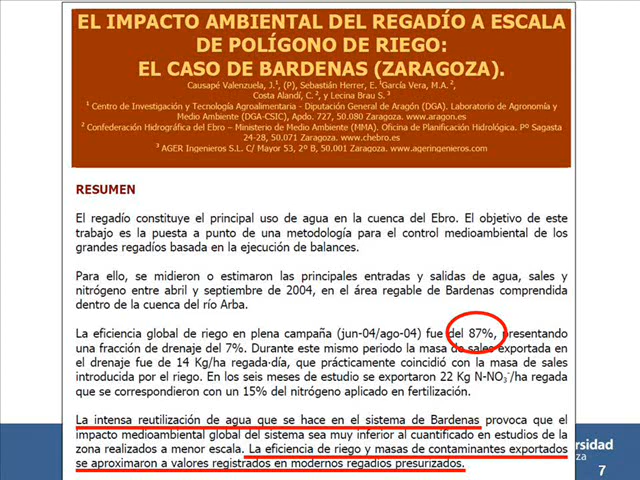 EL IMPACTO AMBIENTAL DEL REGADÍO A ESCALA
DE POLÍGONO DE RIEGO:
EL CASO DE BARDENAS (ZARAGOZA).
Causapé Valenzuela, J.¹, (P), Sebastián Herrer, E.¹García Vera, M.A.²,
Costa Alandí, C.², y Lecina Brau S.³
¹ Centro de Investigación y Tecnología Agroalimentaria - Diputación General de Aragón (DGA). Laboratorio de Agronomía y
Medio Ambiente (DGA-CSIC), Apdo. 727, 50.080 Zaragoza. www.aragon.es
² Confederación Hidrográfica del Ebro – Ministerio de Medio Ambiente (MMA). Oficina de Planificación Hidrológica. Pº Sagasta
24-28, 50.071 Zaragoza. www.chebro.es
³ AGER Ingenieros S.L. C/ Mayor 53, 2º B, 50.001 Zaragoza. www.ageringenieros.com
RESUMEN
El regadío constituye el principal uso de agua en la cuenca del Ebro. El objetivo de este
trabajo es la puesta a punto de una metodología para el control medioambiental de los
grandes regadíos basada en la ejecución de balances.
Para ello, se midieron o estimaron las principales entradas y salidas de agua, sales y
nitrógeno entre abril y septiembre de 2004, en el área regable de Bardenas comprendida
dentro de la cuenca del río Arba.
La eficiencia global de riego en plena campaña (jun-04/ago-04) fue del 87%, presentando
una fracción de drenaje del 7%. Durante este mismo periodo la masa de sales exportada en
el drenaje fue de 14 Kg/ha regada·día, que prácticamente coincidió con la masa de sales
introducida por el riego. En los seis meses de estudio se exportaron 22 Kg N-NO₃⁻/ha regada
que se correspondieron con un 15% del nitrógeno aplicado en fertilización.
La intensa reutilización de agua que se hace en el sistema de Bardenas provoca que el
impacto medioambiental global del sistema sea muy inferior al cuantificado en estudios de la
zona realizados a menor escala. La eficiencia de riego y masas de contaminantes exportados
se aproximaron a valores registrados en modernos regadíos presurizados.
versidad
za
7